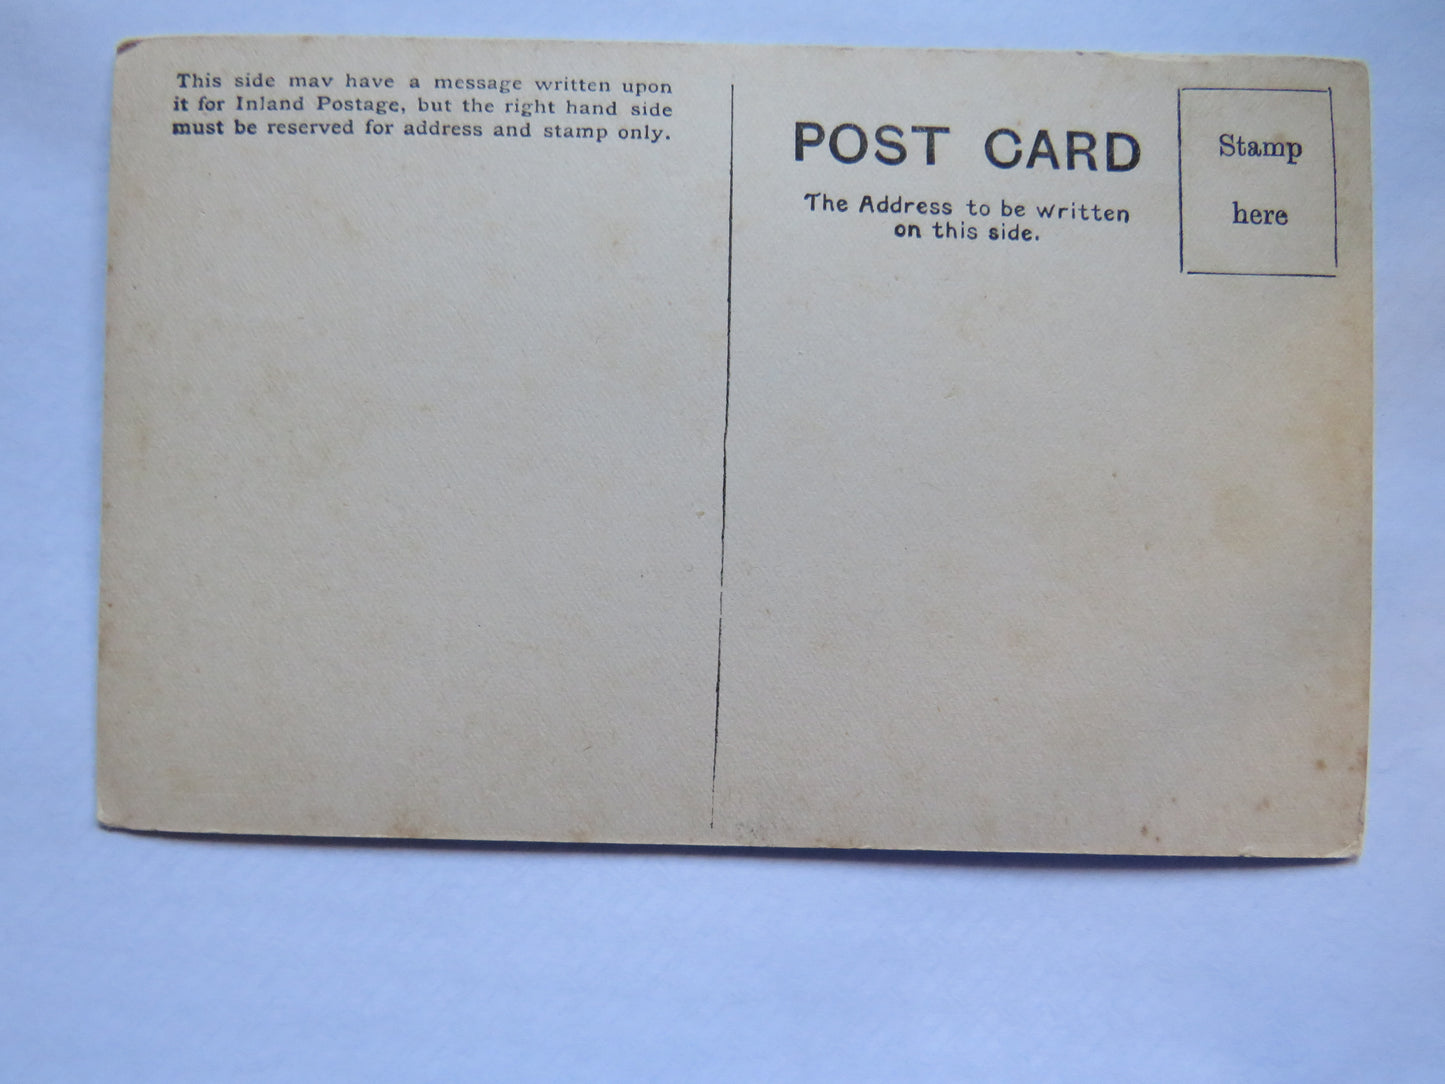 This side mav have a message written upon
it for Inland Postage, but the right hand side
must be reserved for address and stamp only.
POST CARD
The Address to be written
on this side.
Stamp
here